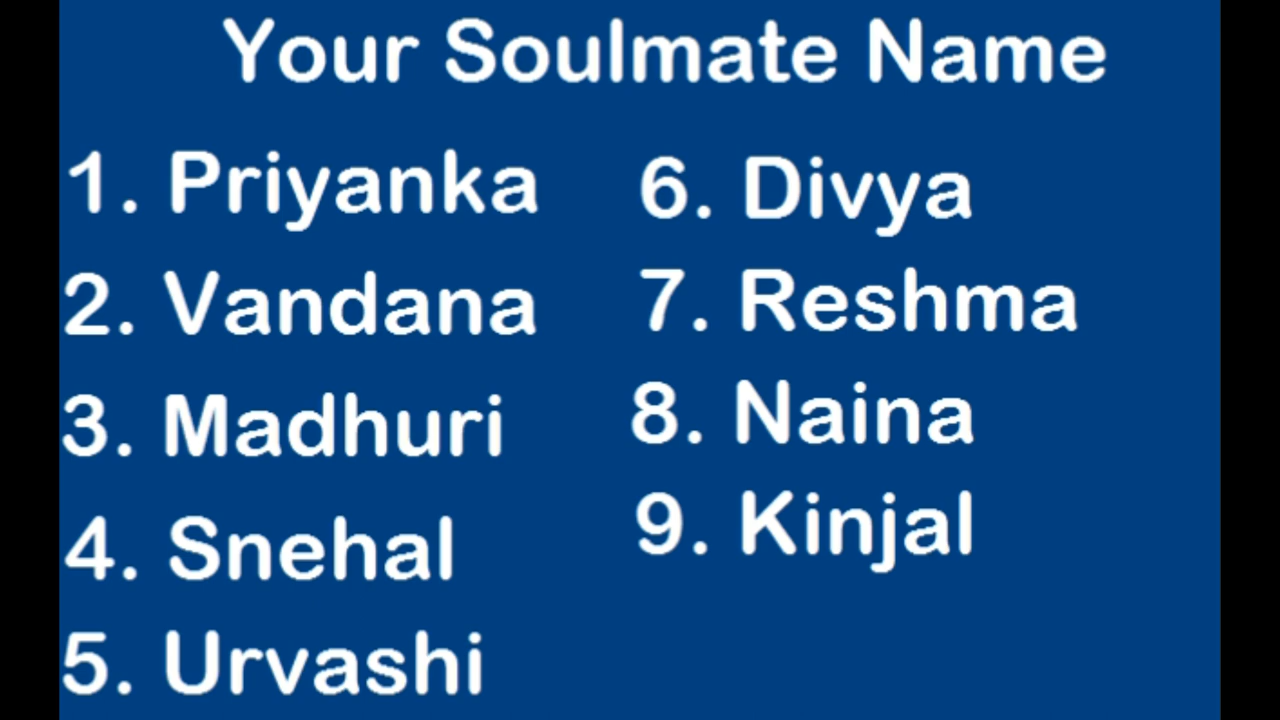 Your Soulmate Name
1. Priyanka
2. Vandana
3. Madhuri
4. Snehal
5. Urvashi
6. Divya
7. Reshma
8. Naina
9. Kinjal